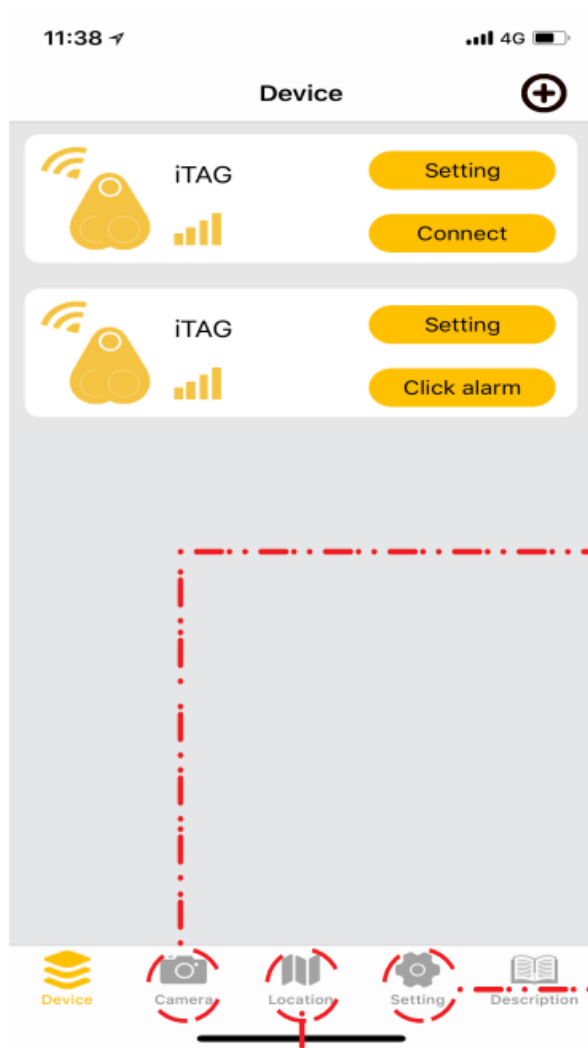 11:38 4G
Device
iTAG Setting
Connect
iTAG Setting
Click alarm
Device Camera Location Setting Description